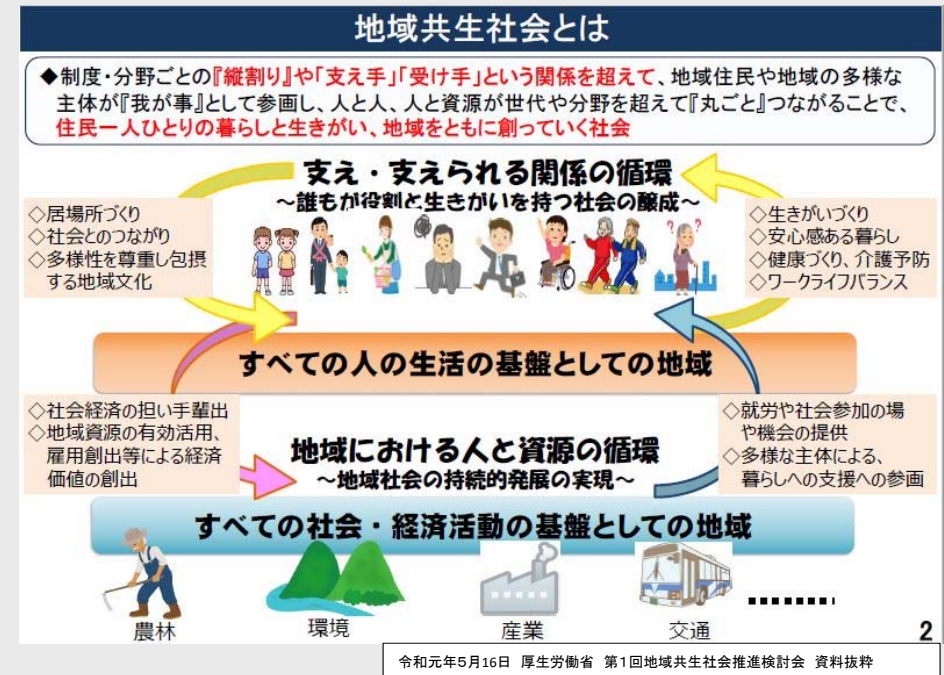 地域共生社会とは
◆制度・分野ごとの『縦割り』や「支え手」「受け手」という関係を超えて、地域住民や地域の多様な
主体が『我が事』として参画し、人と人、人と資源が世代や分野を超えて『丸ごと』つながることで、
住民一人ひとりの暮らしと生きがい、地域をともに創っていく社会
支え・支えられる関係の循環
～誰もが役割と生きがいを持つ社会の醸成～
◇居場所づくり
◇社会とのつながり
◇多様性を尊重し包摂
する地域文化
◇生きがいづくり
◇安心感ある暮らし
◇健康づくり、介護予防
◇ワークライフバランス
すべての人の生活の基盤としての地域
◇社会経済の担い手輩出
◇地域資源の有効活用、
雇用創出等による経済
価値の創出
地域における人と資源の循環
～地域社会の持続的発展の実現～
◇就労や社会参加の場
や機会の提供
◇多様な主体による、
暮らしへの支援への参画
すべての社会・経済活動の基盤としての地域
農林
環境
産業
交通
2
令和元年5月16日 厚生労働省 第1回地域共生社会推進検討会 資料抜粋